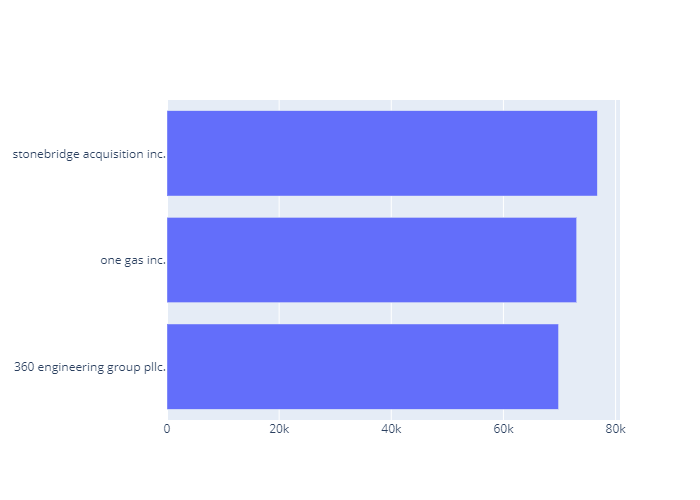 stonebridge acquisition inc.
one gas inc.
360 engineering group pllc.
0 20k 40k 60k 80k